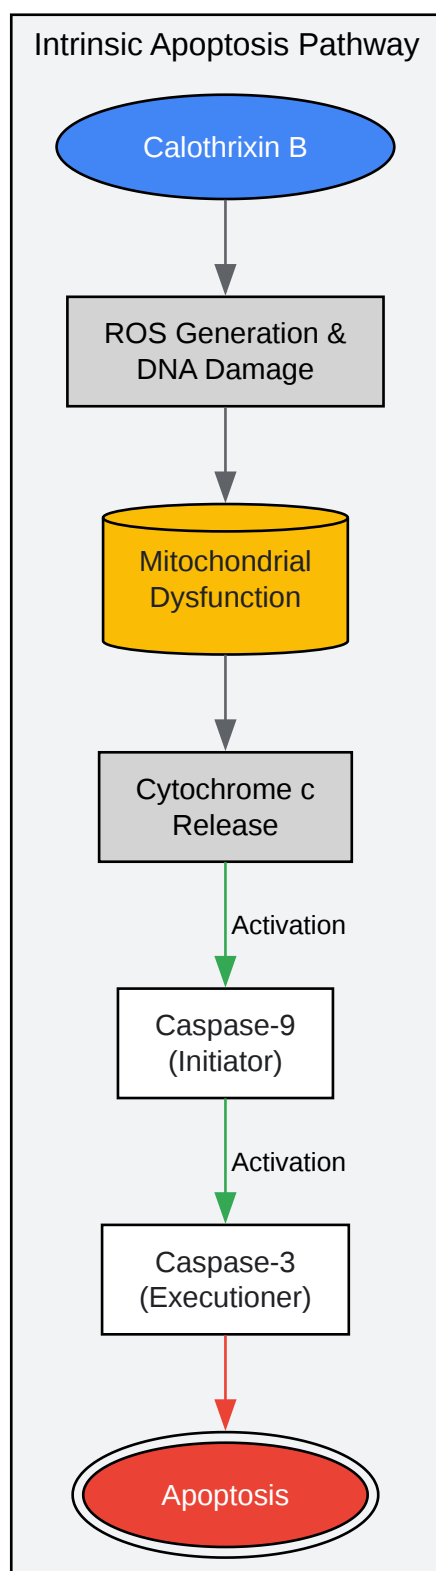 Intrinsic Apoptosis Pathway
Calothrixin B
ROS Generation &
DNA Damage
Mitochondrial
Dysfunction
Cytochrome c
Release
Activation
Caspase-9
(Initiator)
Activation
Caspase-3
(Executioner)
Apoptosis